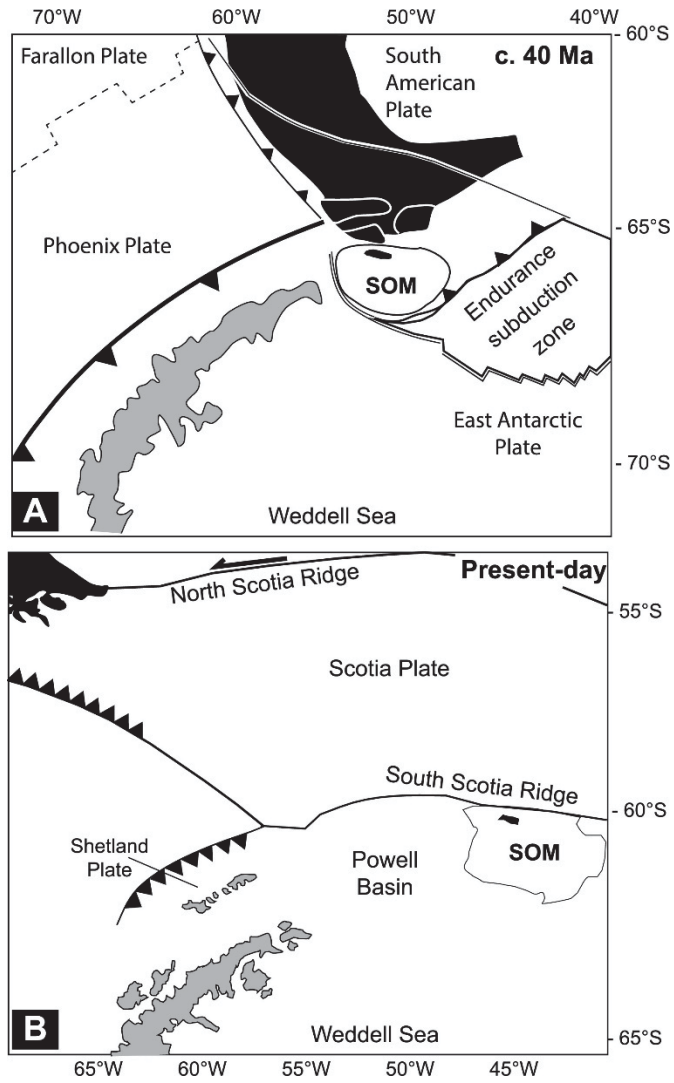 70°W 60°W 50°W 40°W
60°S
Farallon Plate
South
American
Plate
c. 40 Ma
65°S
Phoenix Plate
SOM
Endurance
subduction
zone
East Antarctic
Plate
70°S
A
Weddell Sea
Present-day
North Scotia Ridge
55°S
Scotia Plate
South Scotia Ridge
60°S
Shetland
Plate
Powell
Basin
SOM
B
Weddell Sea
65°S
65°W 60°W 55°W 50°W 45°W